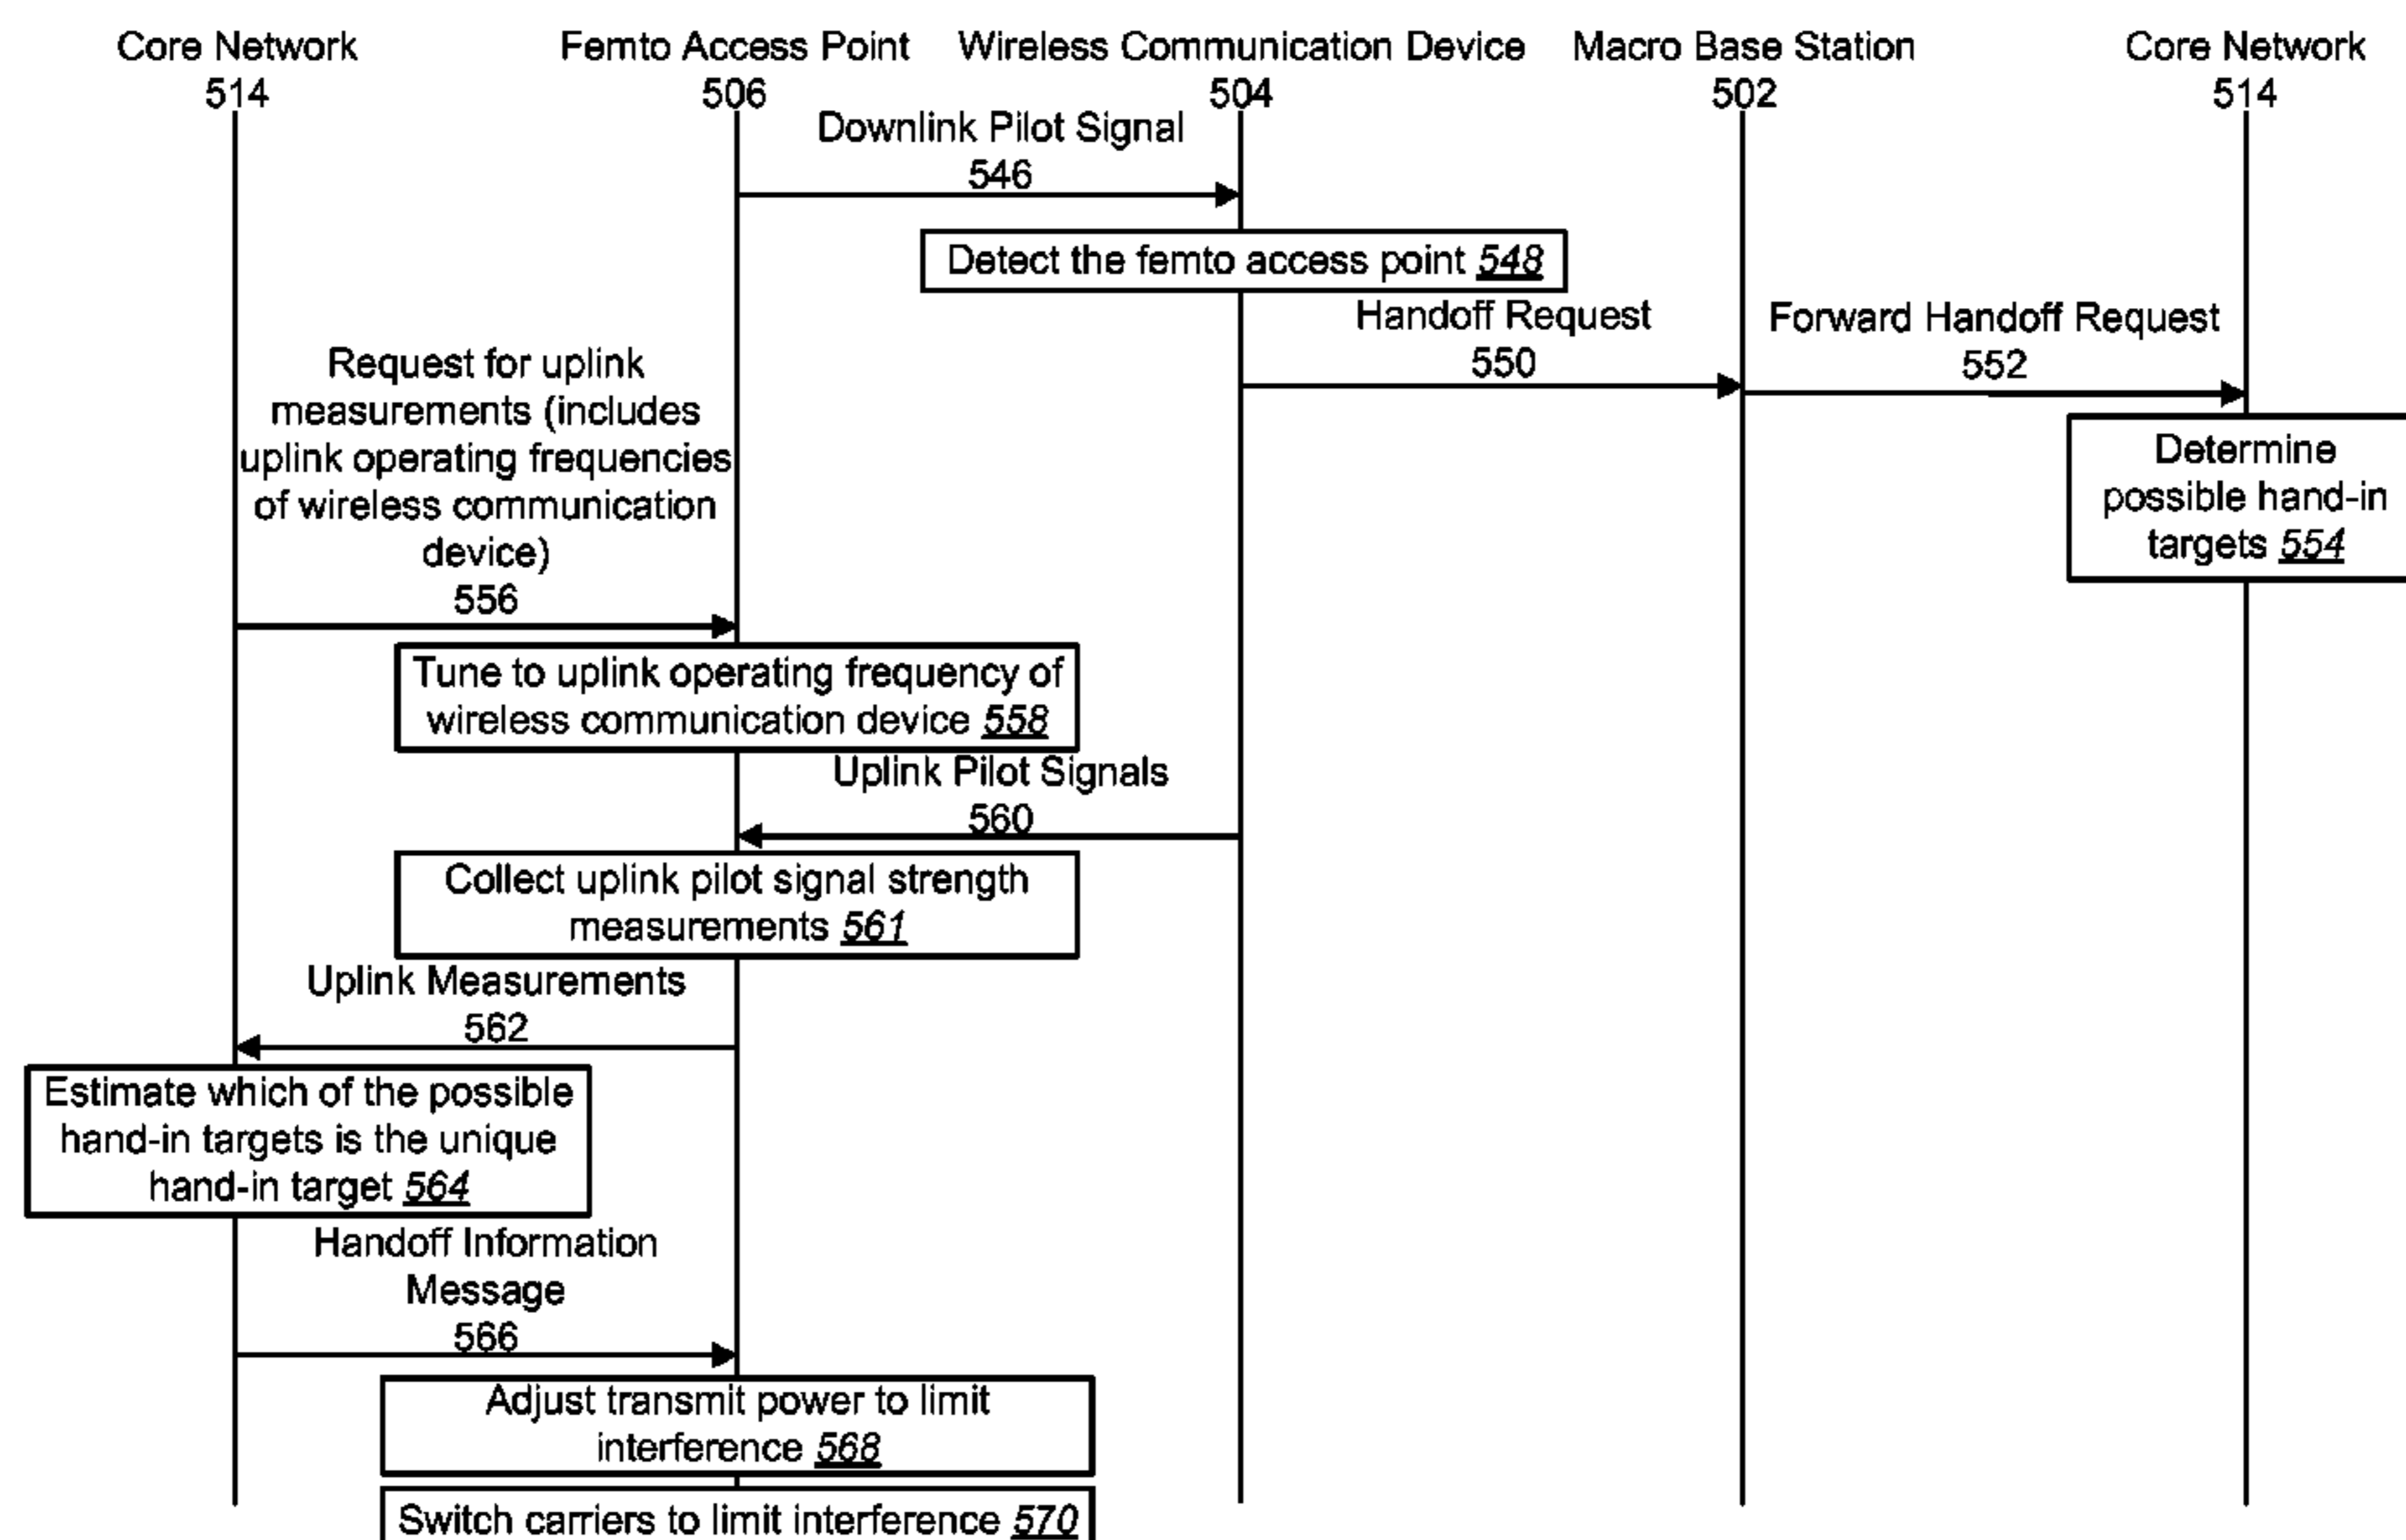 Core Network
514
Femto Access Point
506
Wireless Communication Device
504
Macro Base Station
502
Core Network
514
Downlink Pilot Signal
546
Detect the femto access point 548
Handoff Request
550
Forward Handoff Request
552
Determine
possible hand-in
targets 554
Request for uplink
measurements (includes
uplink operating frequencies
of wireless communication
device)
556
Tune to uplink operating frequency of
wireless communication device 558
Uplink Pilot Signals
560
Collect uplink pilot signal strength
measurements 561
Uplink Measurements
562
Estimate which of the possible
hand-in targets is the unique
hand-in target 564
Handoff Information
Message
566
Adjust transmit power to limit
interference 568
Switch carriers to limit interference 570